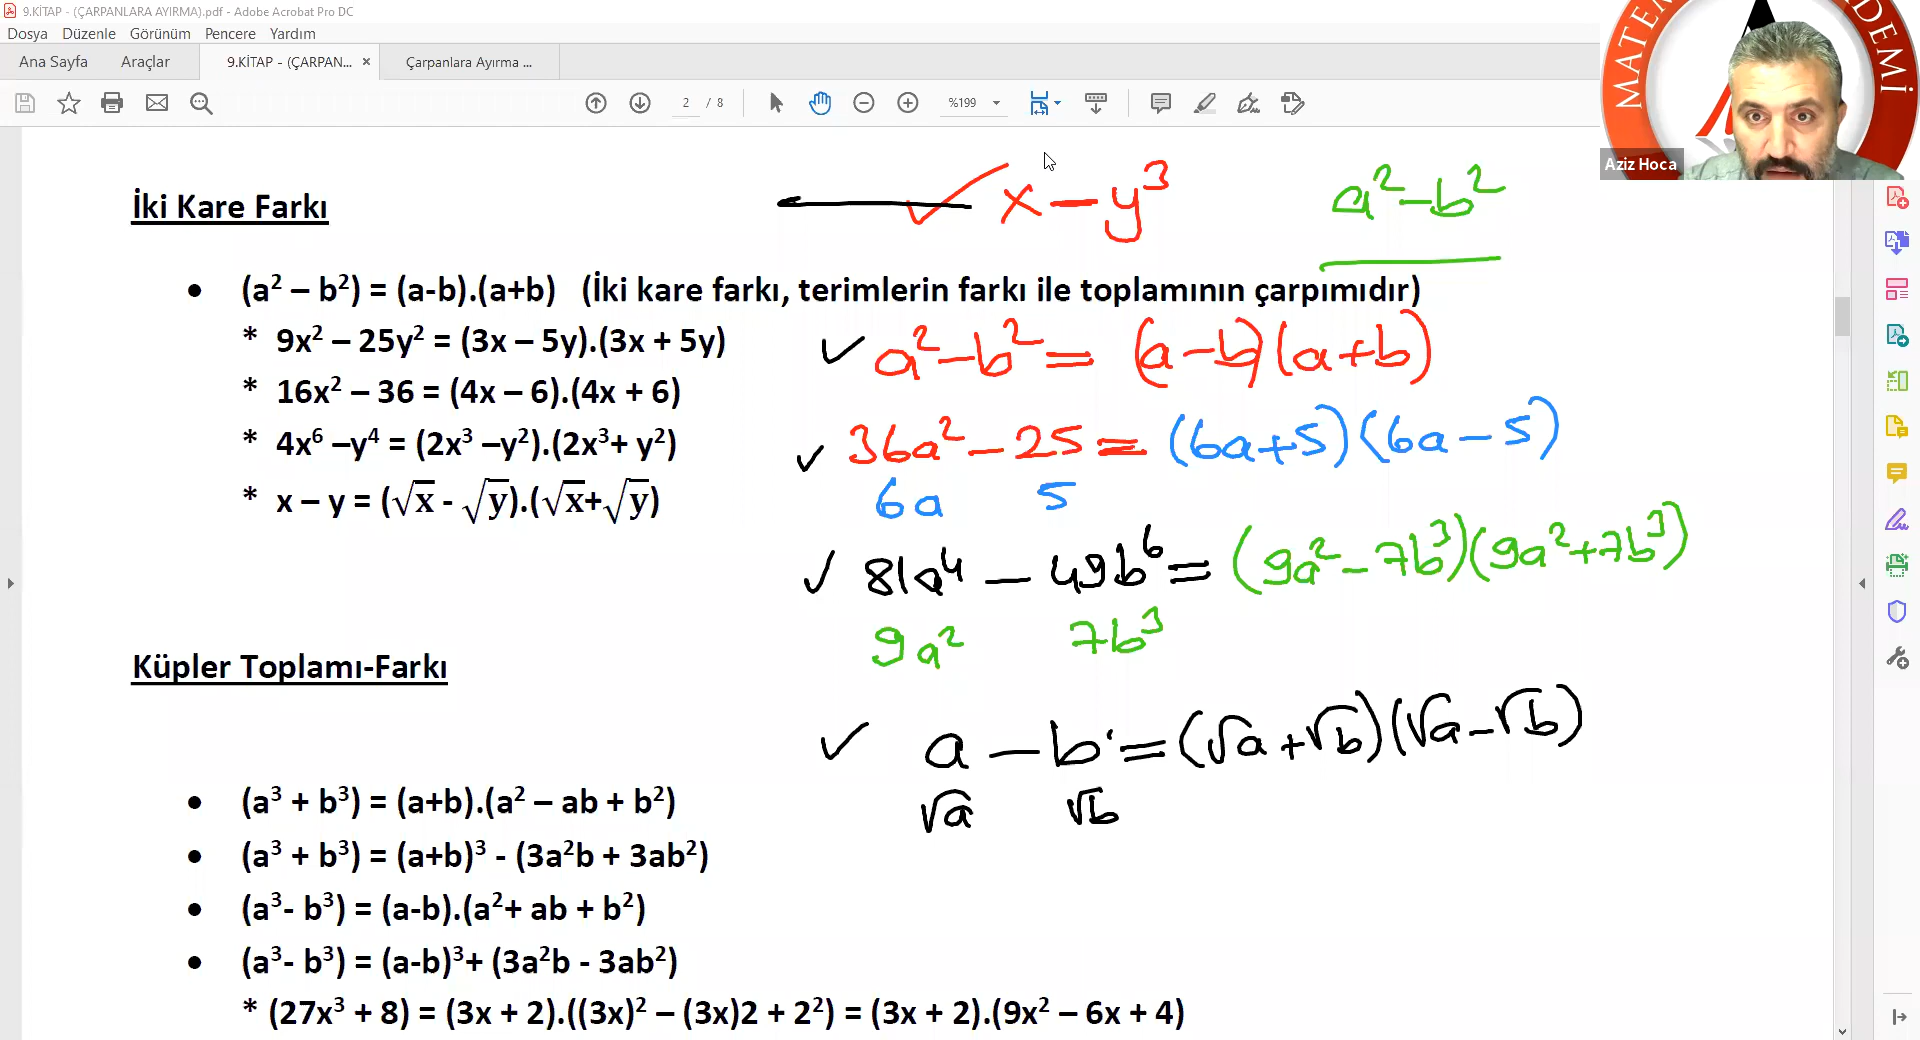 9.KİTAP - (ÇARPANLARA AYIRMA).pdf - Adobe Acrobat Pro DC
Dosya Düzenle Görünüm Pencere Yardım
Ana Sayfa Araçlar 9.KİTAP - (ÇARPAN... × Çarpanlara Ayırma ...
2 / 8 %199
MATEM
DEMİ
Aziz Hoca
İki Kare Farkı
x − y³
a² − b²
• (a² – b²) = (a-b).(a+b) (İki kare farkı, terimlerin farkı ile toplamının çarpımıdır)
* 9x² – 25y² = (3x – 5y).(3x + 5y)
✓ a² − b² = (a − b)(a + b)
* 16x² – 36 = (4x – 6).(4x + 6)
✓ 36a² − 25 = (6a+5)(6a−5)
* 4x⁶ –y⁴ = (2x³ –y²).(2x³+ y²)
6a 5
* x – y = (√x - √y).(√x+√y)
✓ 81a⁴ − 49b⁶ = (9a² − 7b³)(9a² + 7b³)
9a² 7b³
Küpler Toplamı-Farkı
✓ a − b = (√a + √b)(√a − √b)
√a √b
• (a³ + b³) = (a+b).(a² – ab + b²)
• (a³ + b³) = (a+b)³ - (3a²b + 3ab²)
• (a³- b³) = (a-b).(a²+ ab + b²)
• (a³- b³) = (a-b)³+ (3a²b - 3ab²)
* (27x³ + 8) = (3x + 2).((3x)² – (3x)2 + 2²) = (3x + 2).(9x² – 6x + 4)